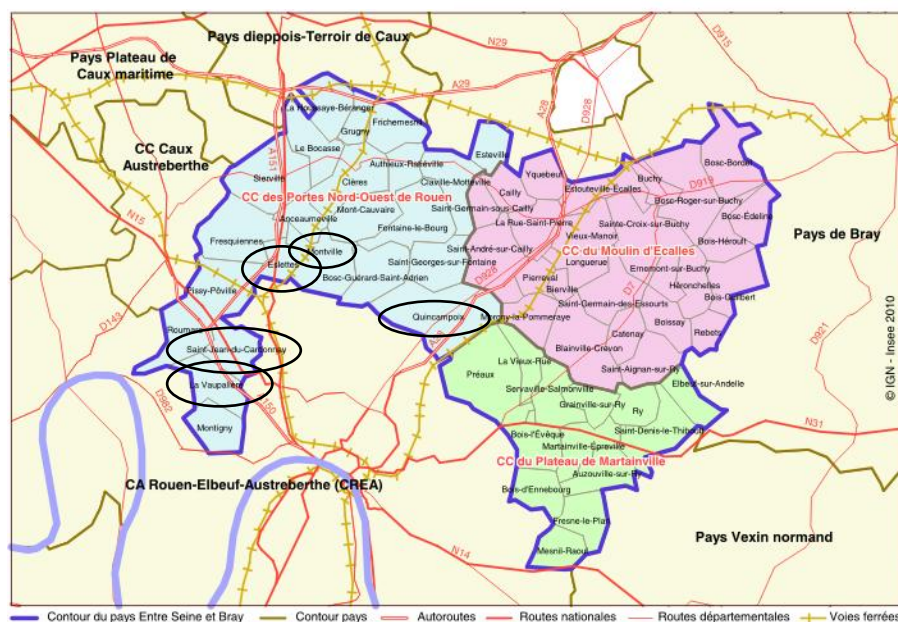 Pays dieppois-Terroir de Caux
N29
D915
Pays Plateau de
Caux maritime
A29
A28
D928
La Houssaye-Béranger
Frichemesnil
Grugny
CC Caux
Austreberthe
A151
Le Bocasse
Esteville
Authieux-Ratiéville
Bosc-Bordel
Sierville
Clères
Claville-Motteville
Yquebeuf
Buchy
Cailly
Estouteville-Ecalles
D919
CC des Portes Nord-Ouest de Rouen
Bosc-Roger-sur-Buchy
Mont-Cauvaire
Saint-Germain-sous-Cailly
Anceaumeville
La Rue-Saint-Pierre
Sainte-Croix-sur-Buchy
Bosc-Édeline
N15
Fontaine-le-Bourg
Vieux-Manoir
Pays de Bray
Fresquiennes
Montville
Saint-André-sur-Cailly
CC du Moulin d'Ecalles
Bois-Héroult
Eslettes
Saint-Georges-sur-Fontaine
Longuerue
Ernemont-sur-Buchy
Bosc-Guérard-Saint-Adrien
D928
Pierreval
D7
Héronchelles
Pissy-Pôville
Bierville
Bois-Guilbert
Saint-Germain-des-Essourts
D143
Quincampoix
Morgny-la-Pommeraye
Boissay
Roumare
Catenay
Rebets
D921
Saint-Jean-du-Cardonnay
A28
Blainville-Crevon
La Vieux-Rue
Saint-Aignan-sur-Ry
Préaux
La Vaupalière
Servaville-Salmonville
Elbeuf-sur-Andelle
D982
A150
Grainville-sur-Ry
Ry
Montigny
Saint-Denis-le-Thiboult
N31
Bois-l'Évêque
Martainville-Épreville
CC du Plateau de Martainville
Auzouville-sur-Ry
CA Rouen-Elbeuf-Austreberthe (CREA)
Bois-d'Ennebourg
Fresne-le-Plan
Pays Vexin normand
N14
Mesnil-Raoul
© IGN - Insee 2010
Contour du pays Entre Seine et Bray Contour pays Autoroutes Routes nationales Routes départementales Voies ferrées